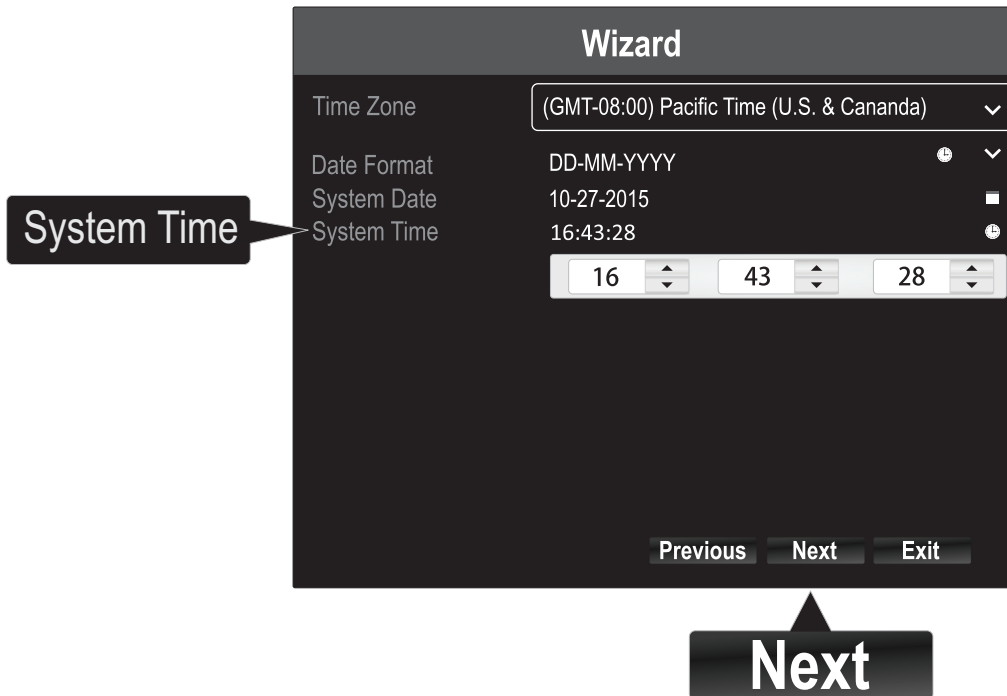 Wizard
Time Zone (GMT-08:00) Pacific Time (U.S. & Cananda)
Date Format DD-MM-YYYY
System Date 10-27-2015
System Time
System Time 16:43:28
16 43 28
Previous Next Exit
Next